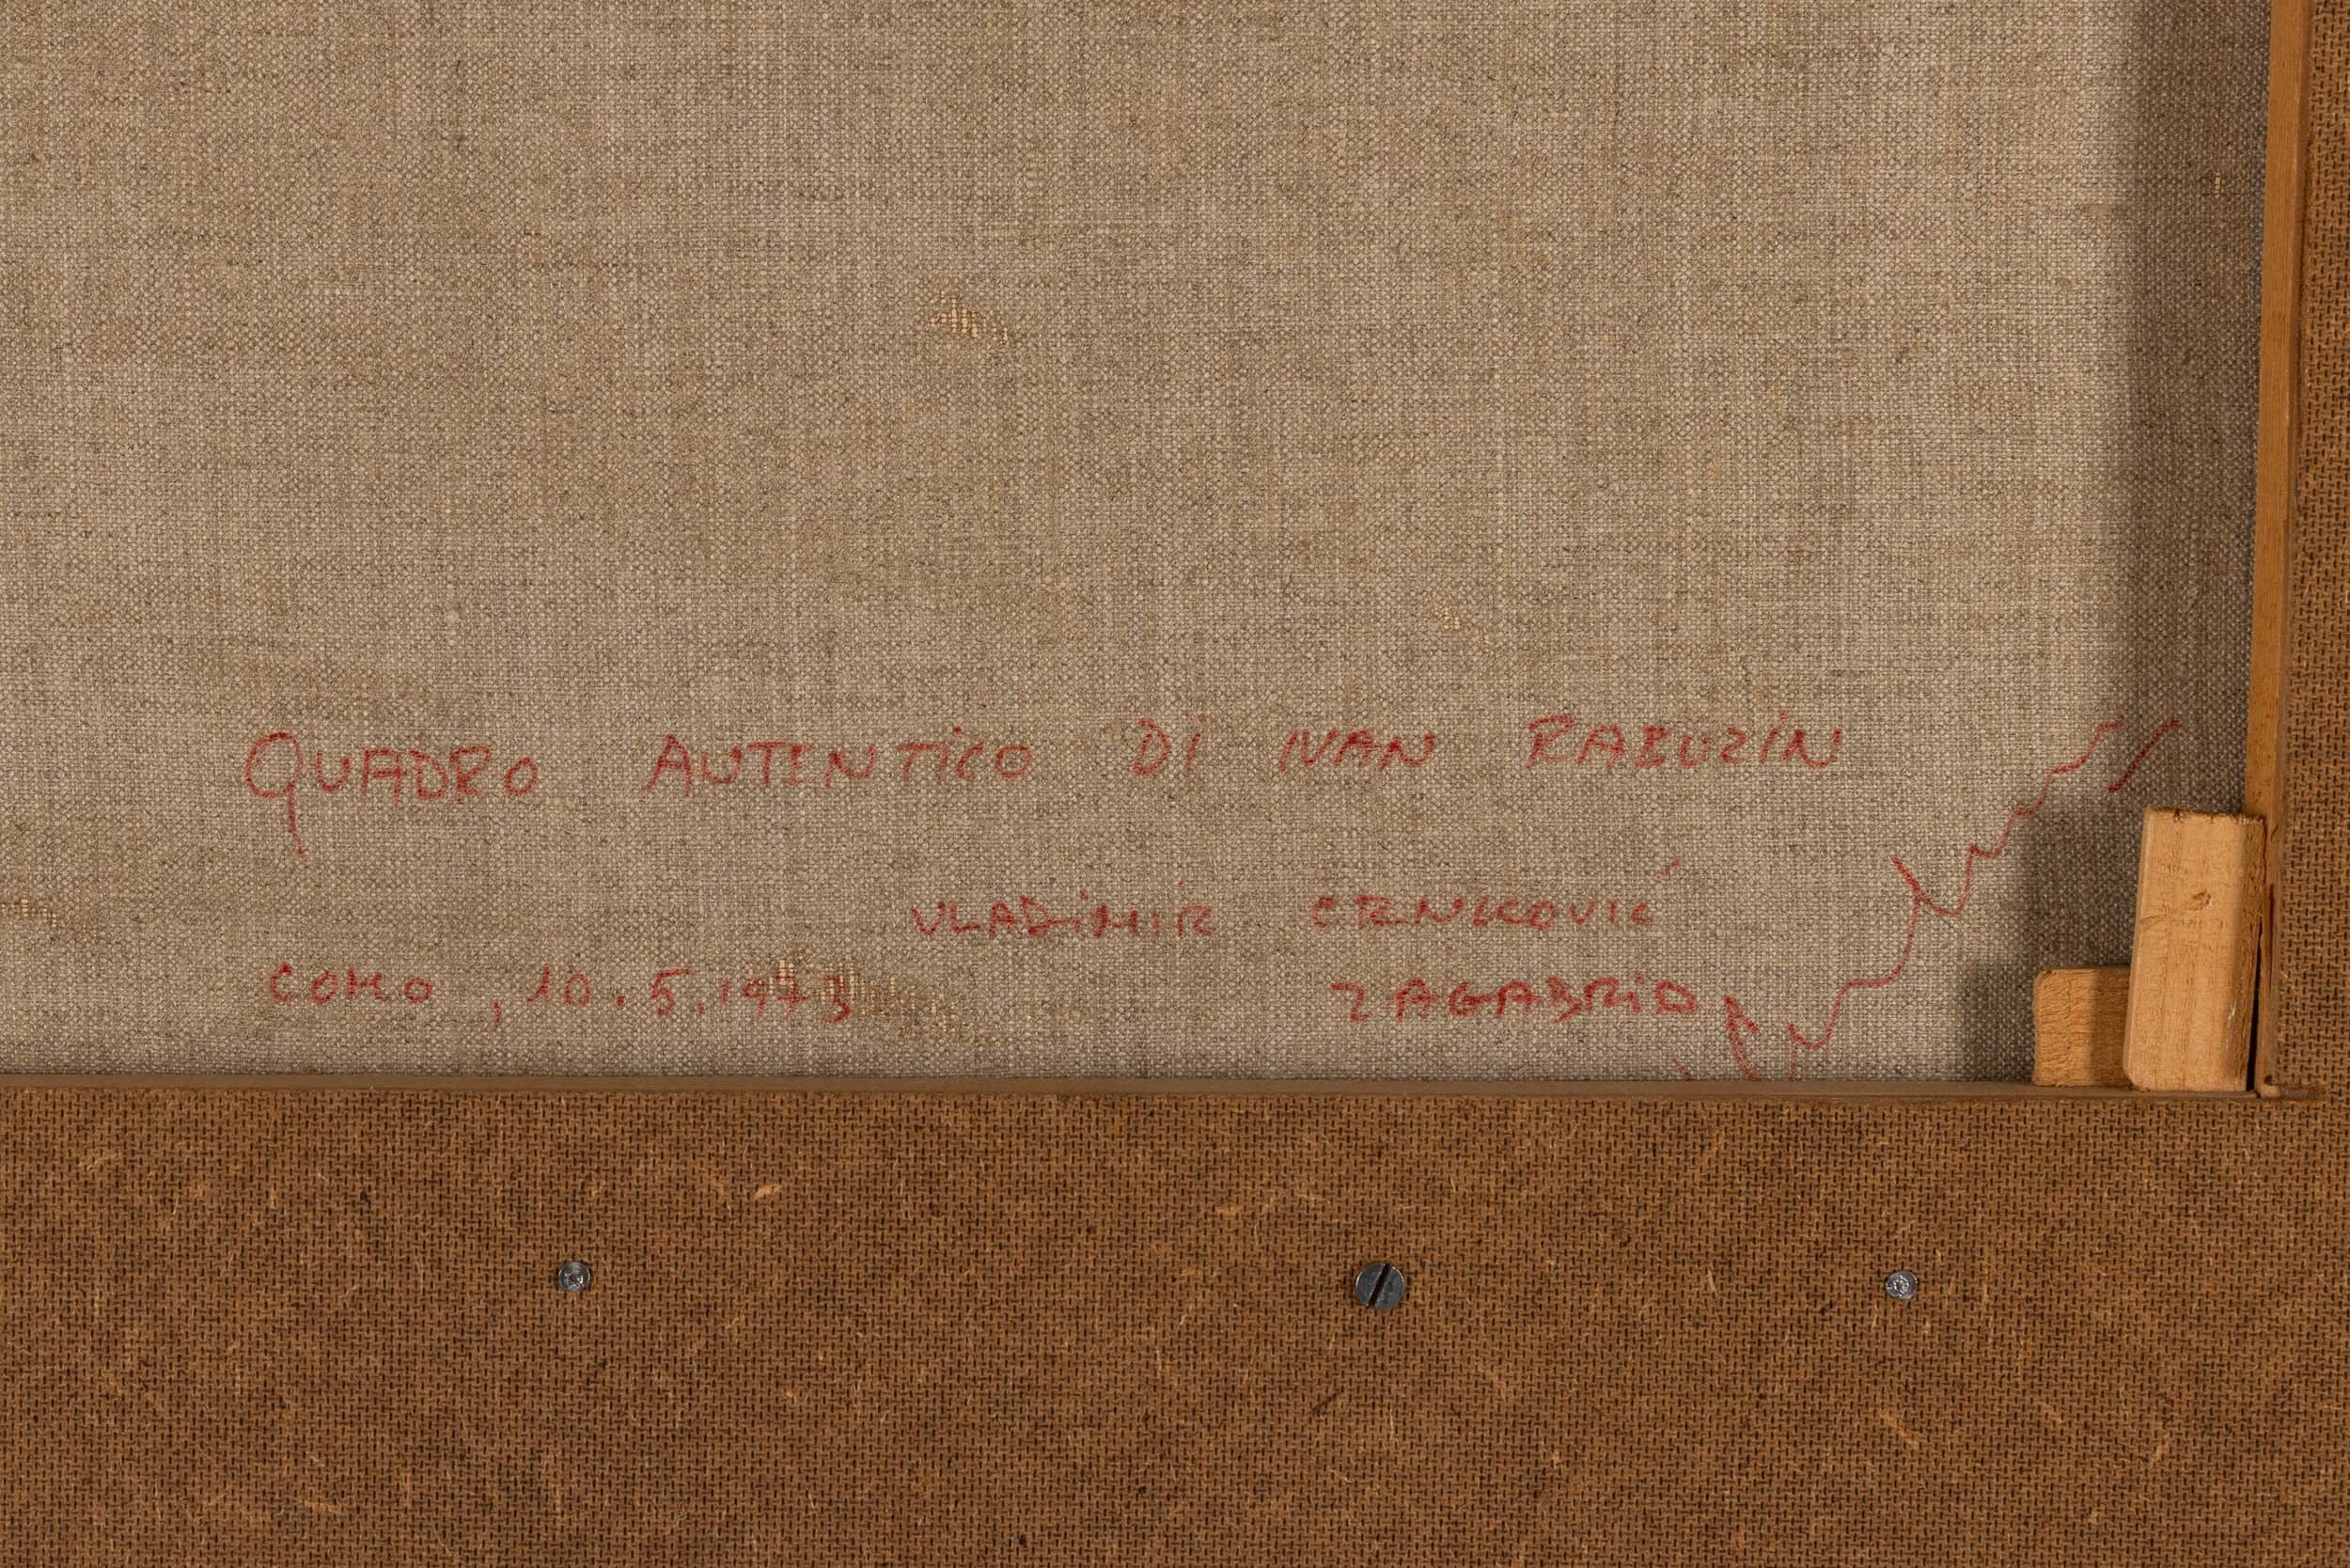 QUADRO AUTENTICO DI IVAN RABUZIN
VLADIMIR CRNKOVIĆ
COMO, 10.5.1973 ZAGABRIA